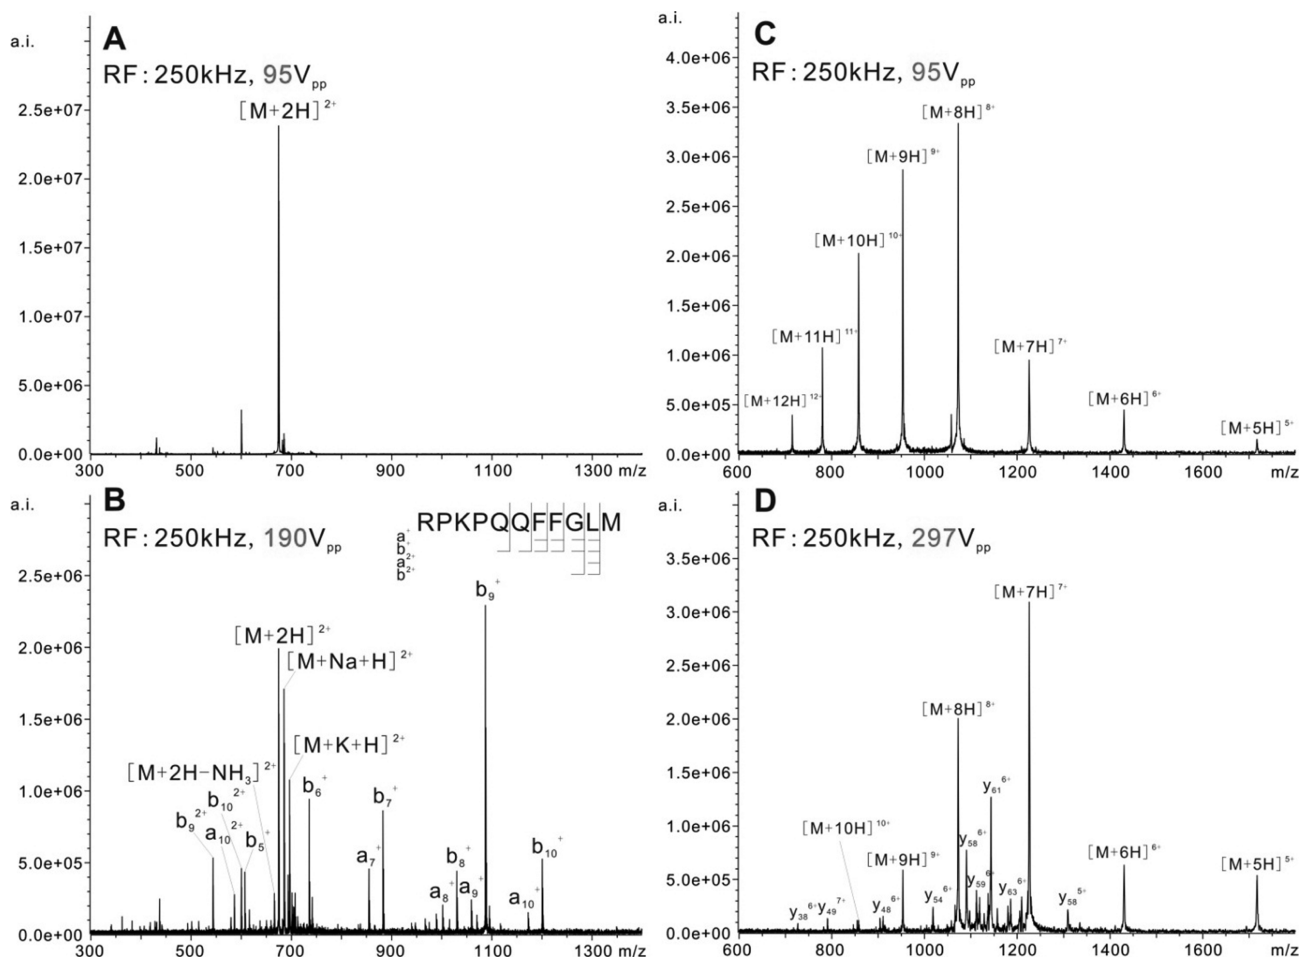 A
a.i.
RF: 250kHz, 95Vpp
[M+2H]²⁺
2.5e+07
2.0e+07
1.5e+07
1.0e+07
5.0e+06
0.0e+00
300 500 700 900 1100 1300 m/z
B
a.i.
RF: 250kHz, 190Vpp
RPKPQQFFGLM
a⁺
b⁺
a²⁺
b²⁺
2.5e+06
b₉⁺
[M+2H]²⁺
[M+Na+H]²⁺
2.0e+06
1.5e+06
[M+K+H]²⁺
[M+2H-NH₃]²⁺
1.0e+06
b₆⁺
b₇⁺
b₁₀²⁺
b₉²⁺
a₁₀²⁺
b₅⁺
a₇⁺
b₈⁺
b₁₀⁺
5.0e+05
a₈⁺
a₉⁺
a₁₀⁺
0.0e+00
300 500 700 900 1100 1300 m/z
C
a.i.
RF: 250kHz, 95Vpp
4.0e+06
3.5e+06
[M+8H]⁸⁺
3.0e+06
[M+9H]⁹⁺
2.5e+06
[M+10H]¹⁰⁺
2.0e+06
1.5e+06
[M+11H]¹¹⁺
[M+7H]⁷⁺
1.0e+06
[M+12H]¹²⁺
[M+6H]⁶⁺
5.0e+05
[M+5H]⁵⁺
0.0e+00
600 800 1000 1200 1400 1600 m/z
D
a.i.
RF: 250kHz, 297Vpp
3.5e+06
[M+7H]⁷⁺
3.0e+06
2.5e+06
[M+8H]⁸⁺
2.0e+06
1.5e+06
y₆₁⁶⁺
[M+10H]¹⁰⁺
y₅₈⁶⁺
1.0e+06
[M+9H]⁹⁺
[M+6H]⁶⁺
[M+5H]⁵⁺
y₅₉⁶⁺
5.0e+05
y₃₈⁶⁺
y₄₉⁷⁺
y₄₈⁶⁺
y₅₄⁶⁺
y₆₃⁶⁺
y₅₈⁵⁺
0.0e+00
600 800 1000 1200 1400 1600 m/z